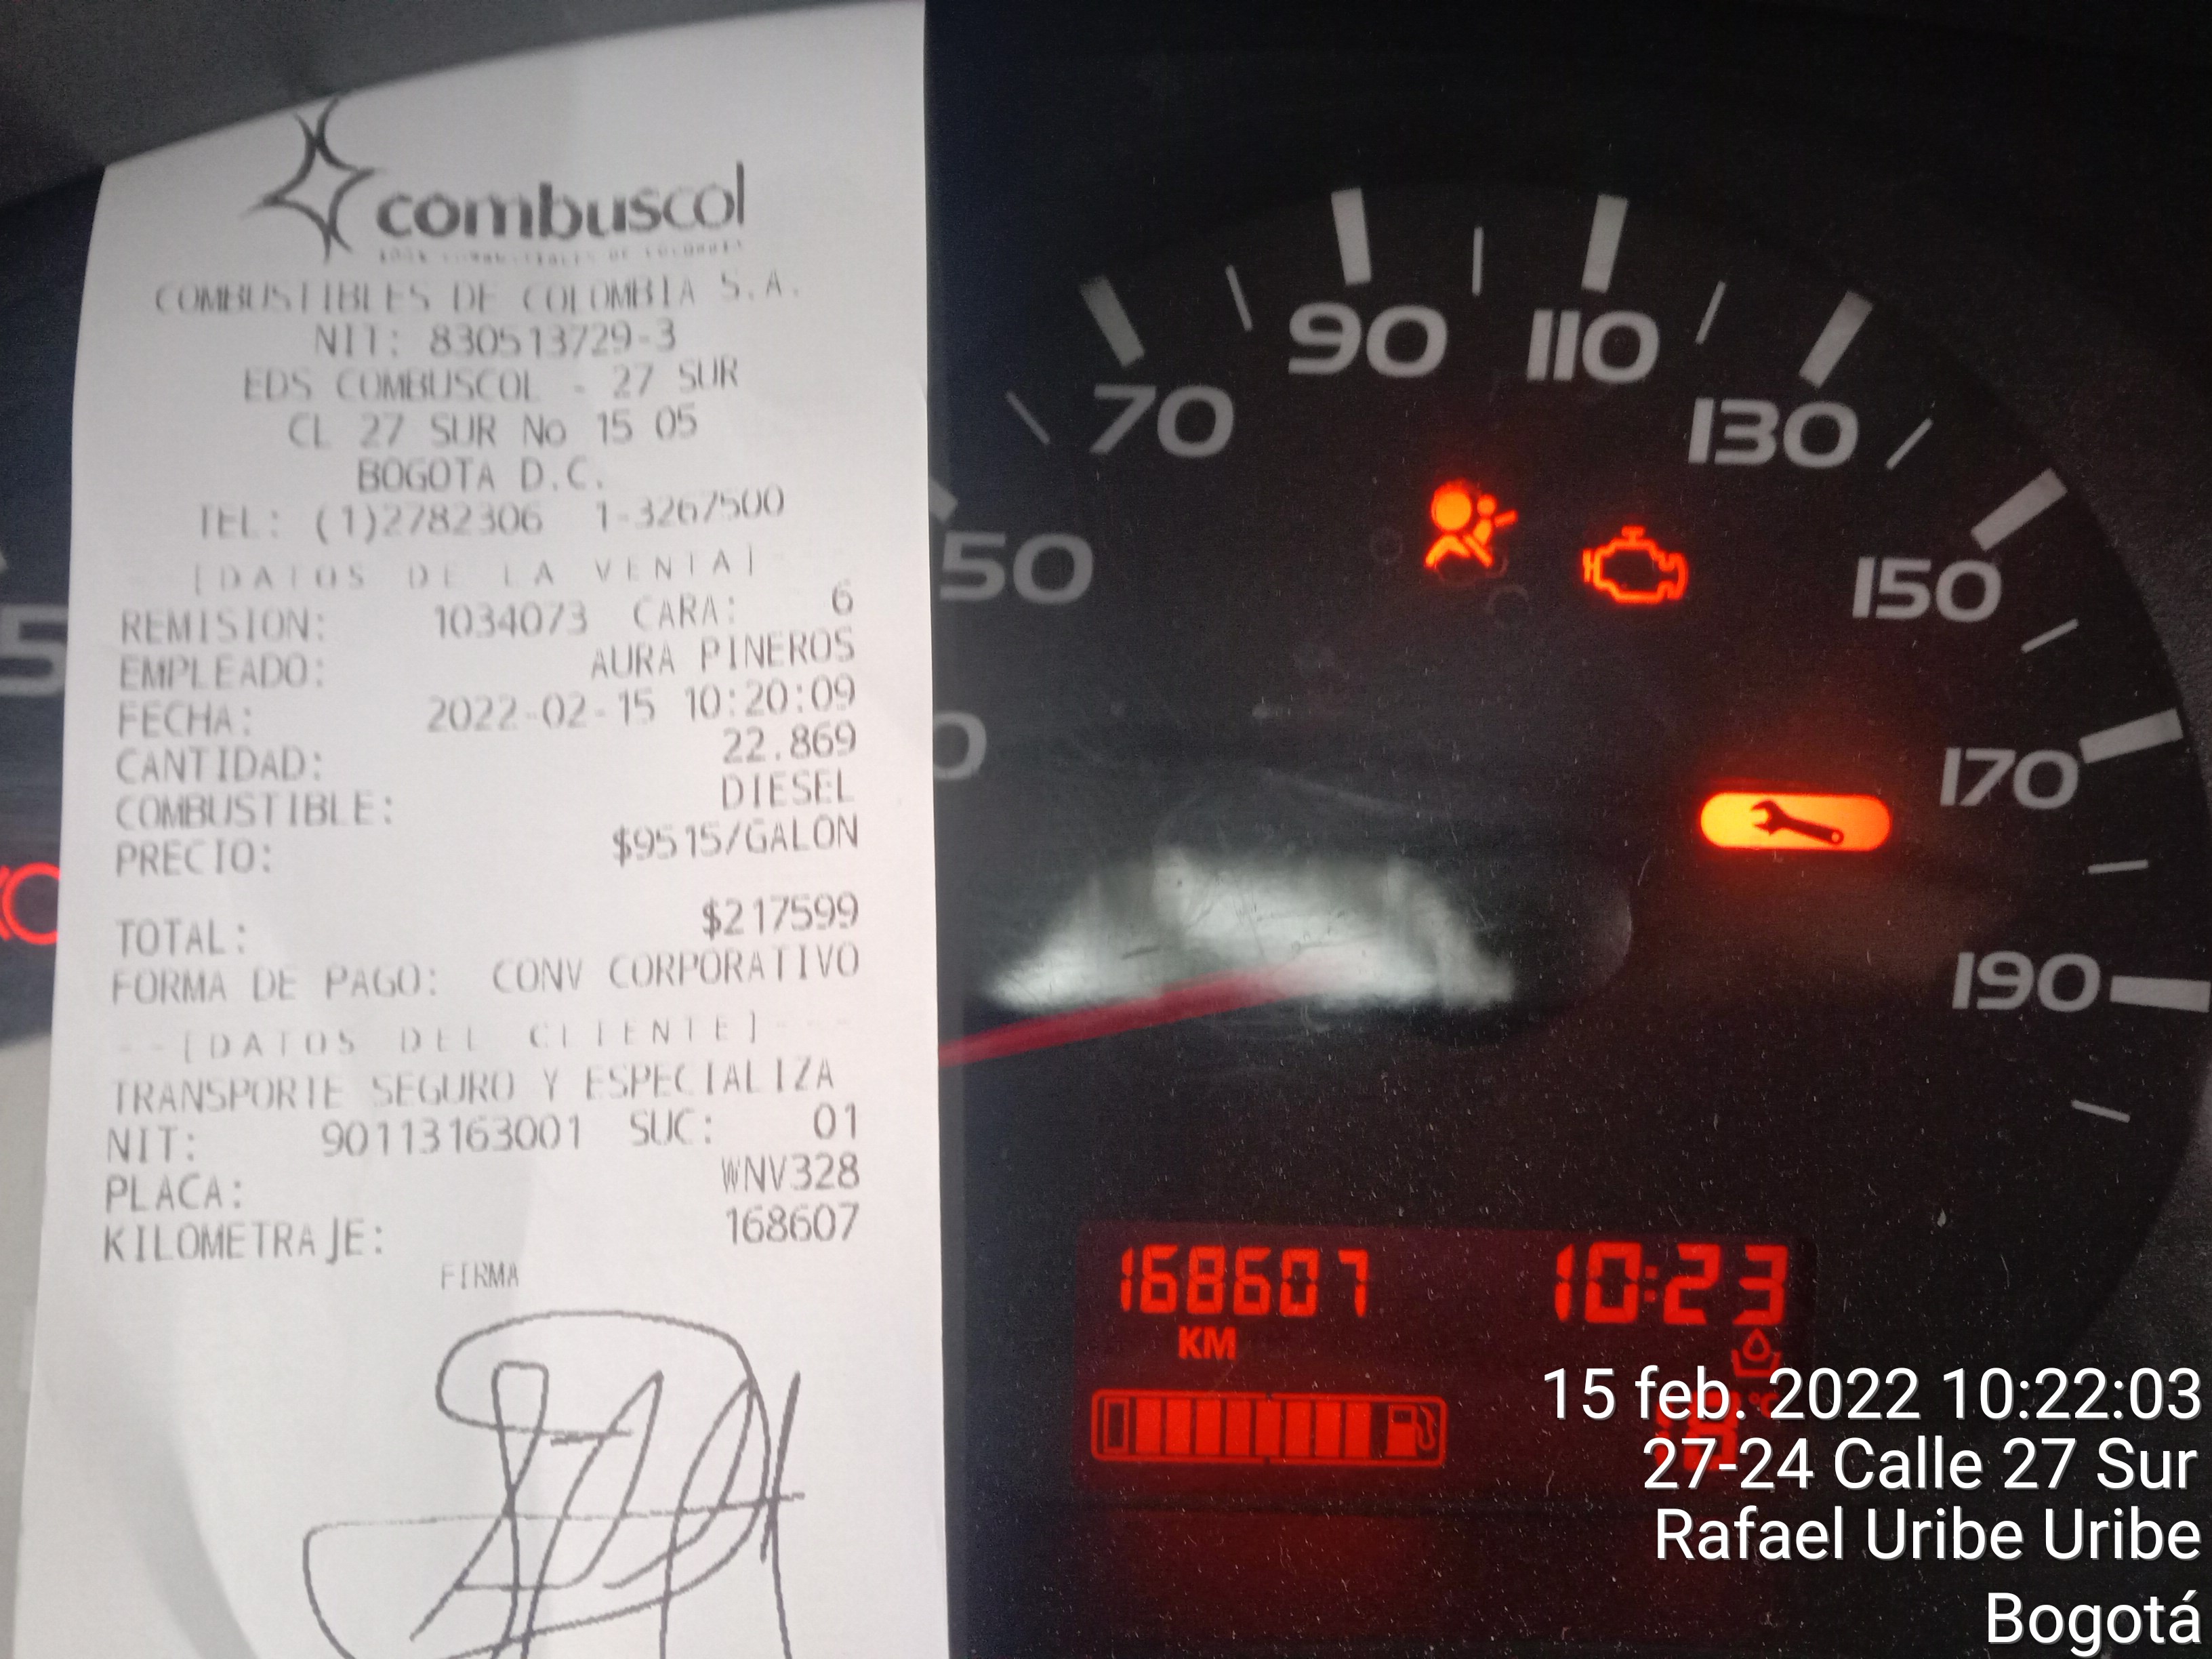 combuscol
COMBUSTIBLES DE COLOMBIA S.A.
NIT: 830513729-3
EDS COMBUSCOL - 27 SUR
CL 27 SUR No 15 05
BOGOTA D.C.
TEL: (1)2782306 1-3267500
[DATOS DE LA VENTA]-
REMISION: 1034073 CARA: 6
EMPLEADO: AURA PINEROS
FECHA: 2022-02-15 10:20:09
CANTIDAD: 22.869
COMBUSTIBLE: DIESEL
PRECIO: $9515/GALON
TOTAL: $217599
FORMA DE PAGO: CONV CORPORATIVO
--[DATOS DEL CLIENTE]---
TRANSPORTE SEGURO Y ESPECIALIZA
NIT: 90113163001 SUC: 01
PLACA: WNV328
KILOMETRAJE: 168607
FIRMA
5
50
70
90
110
130
150
170
190
168607 10:23
KM
15 feb. 2022 10:22:03
27-24 Calle 27 Sur
Rafael Uribe Uribe
Bogotá